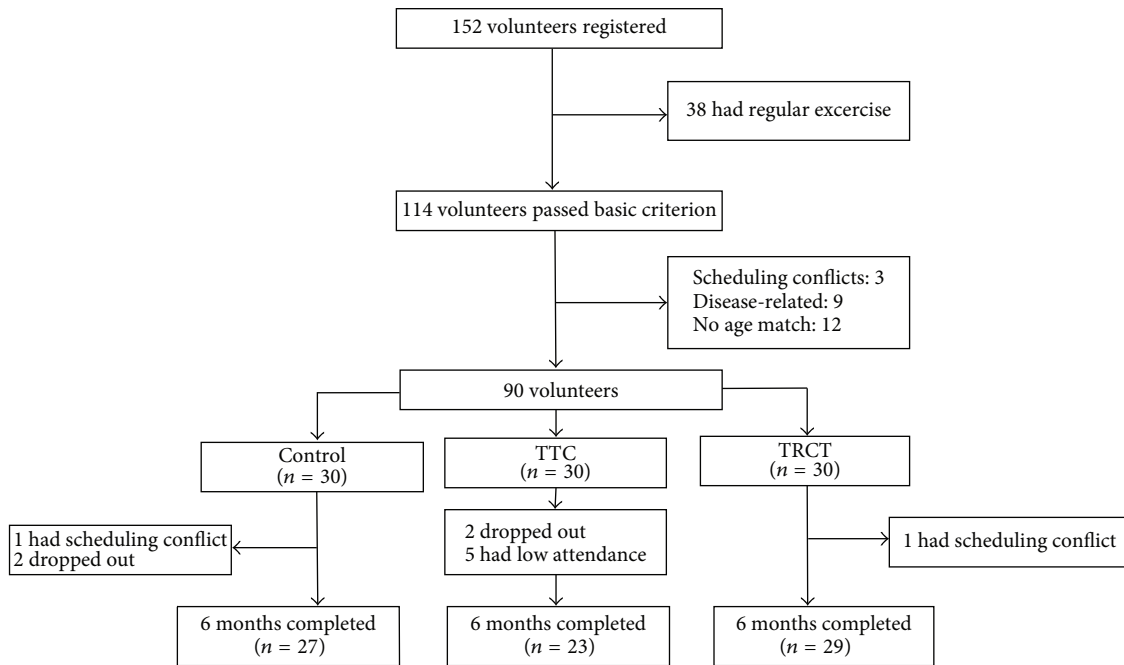 152 volunteers registered
38 had regular excercise
114 volunteers passed basic criterion
Scheduling conflicts: 3
Disease-related: 9
No age match: 12
90 volunteers
Control
(n = 30)
TTC
(n = 30)
TRCT
(n = 30)
1 had scheduling conflict
2 dropped out
2 dropped out
5 had low attendance
1 had scheduling conflict
6 months completed
(n = 27)
6 months completed
(n = 23)
6 months completed
(n = 29)